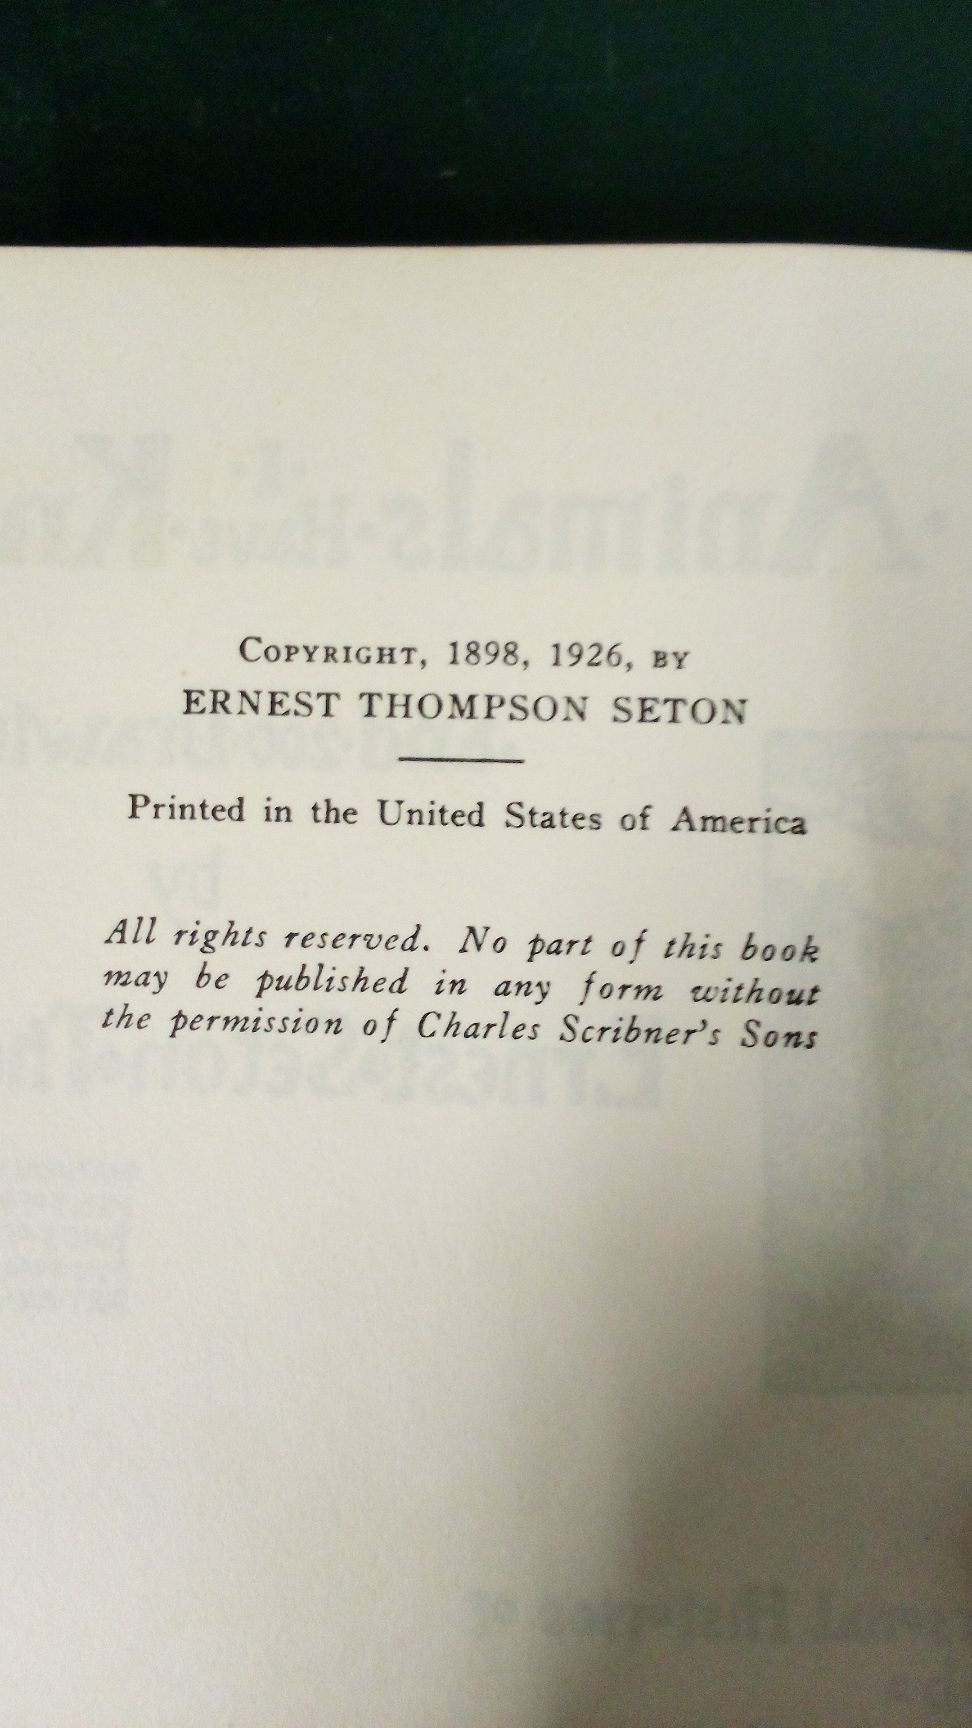 COPYRIGHT, 1898, 1926, BY
ERNEST THOMPSON SETON
Printed in the United States of America
All rights reserved. No part of this book
may be published in any form without
the permission of Charles Scribner's Sons